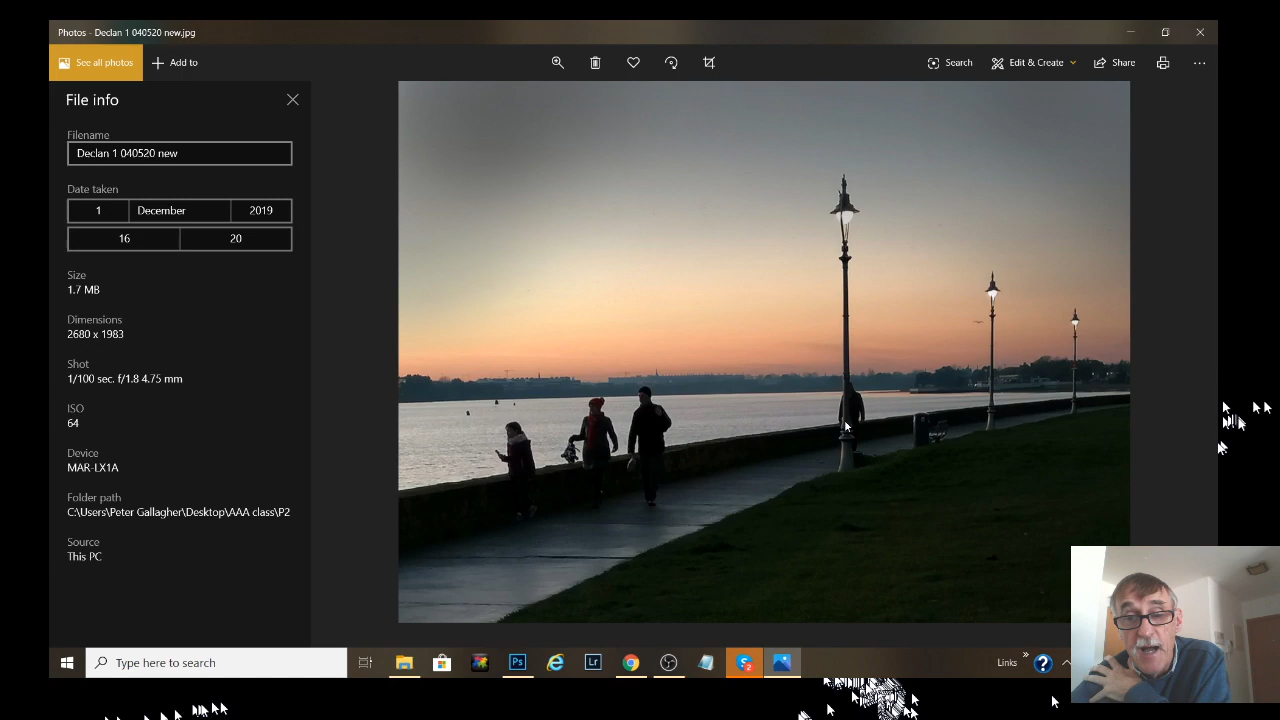 Photos - Declan 1 040520 new.jpg
See all photos
Add to
Search
Edit & Create
Share
File info
Filename
Declan 1 040520 new
Date taken
1 December 2019
16 20
Size
1.7 MB
Dimensions
2680 x 1983
Shot
1/100 sec. f/1.8 4.75 mm
ISO
64
Device
MAR-LX1A
Folder path
C:\Users\Peter Gallagher\Desktop\AAA class\P2
Source
This PC
Type here to search
Ps
Lr
2
Links
»
?